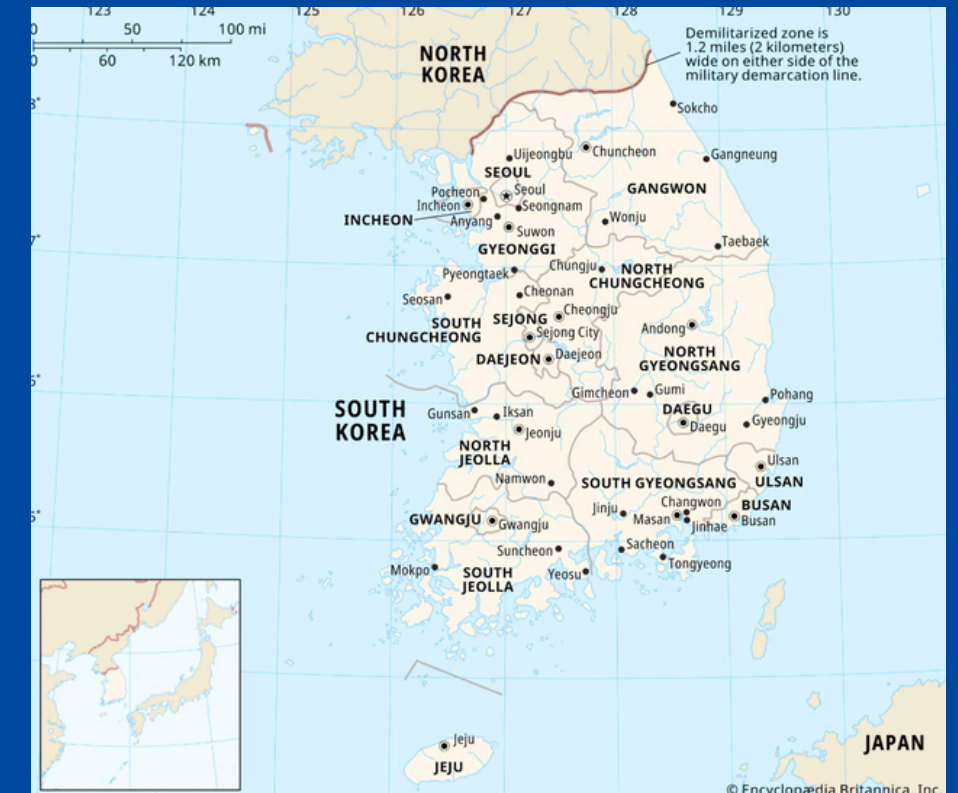 123
124
125
126
127
128
129
130
0 50 100 mi
0 60 120 km
NORTH
KOREA
Demilitarized zone is
1.2 miles (2 kilometers)
wide on either side of the
military demarcation line.
8°
Sokcho
Uijeongbu
Chuncheon
Gangneung
SEOUL
Pocheon
Seoul
GANGWON
Incheon
Seongnam
INCHEON
Anyang
Wonju
Suwon
7°
Taebaek
GYEONGGI
Pyeongtaek
Chungju
NORTH
CHUNGCHEONG
Seosan
Cheonan
Cheongju
SOUTH
CHUNGCHEONG
SEJONG
Sejong City
Andong
DAEJEON
Daejeon
NORTH
GYEONGSANG
6°
Gimcheon
Gumi
Pohang
SOUTH
KOREA
Gunsan
Iksan
DAEGU
Daegu
Gyeongju
Jeonju
NORTH
JEOLLA
Ulsan
Namwon
SOUTH GYEONGSANG
ULSAN
5°
GWANGJU
Gwangju
Jinju
Changwon
Masan
Jinhae
BUSAN
Busan
Suncheon
Sacheon
Tongyeong
Mokpo
SOUTH
JEOLLA
Yeosu
Jeju
JEJU
JAPAN
© Encyclopædia Britannica, Inc.